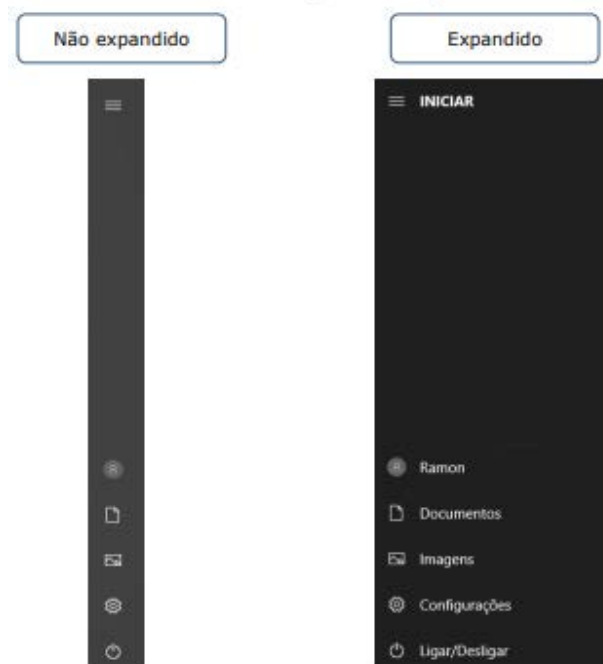 Não expandido
Expandido
INICIAR
Ramon
Documentos
Imagens
Configurações
Ligar/Desligar